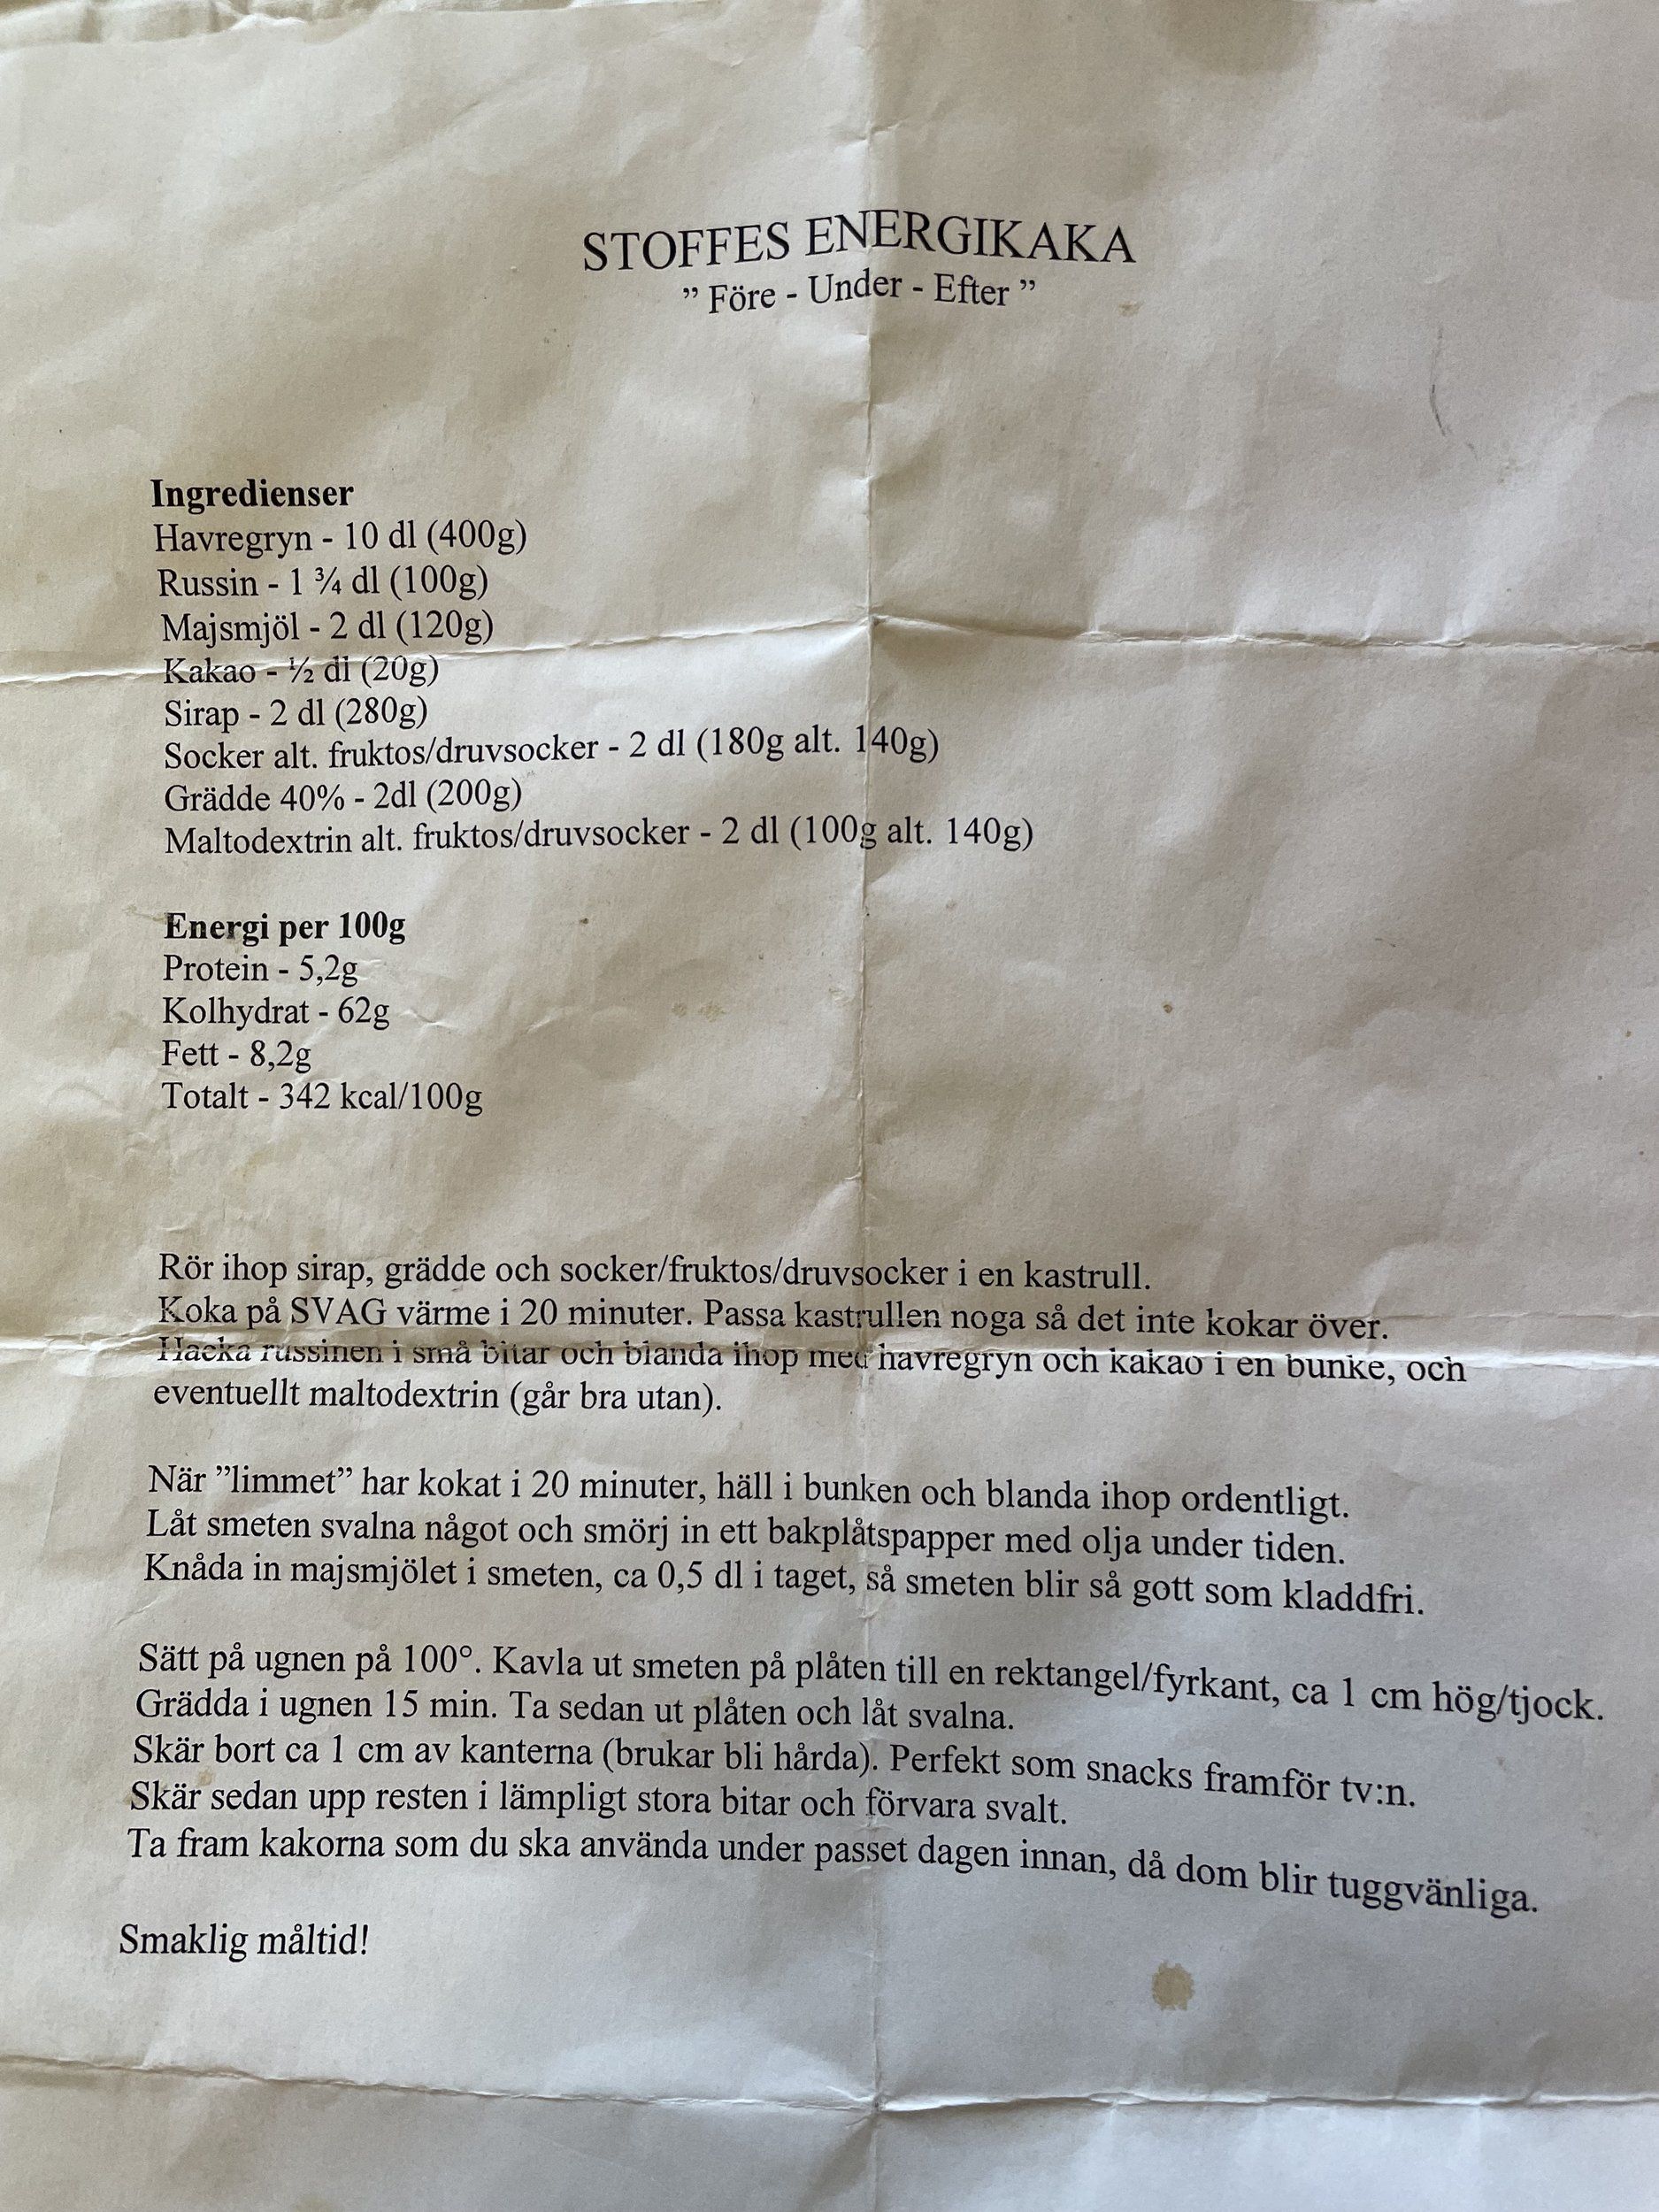 STOFFES ENERGIKAKA
” Före - Under - Efter ”
Ingredienser
Havregryn - 10 dl (400g)
Russin - 1 ¾ dl (100g)
Majsmjöl - 2 dl (120g)
Kakao - ½ dl (20g)
Sirap - 2 dl (280g)
Socker alt. fruktos/druvsocker - 2 dl (180g alt. 140g)
Grädde 40% - 2dl (200g)
Maltodextrin alt. fruktos/druvsocker - 2 dl (100g alt. 140g)
Energi per 100g
Protein - 5,2g
Kolhydrat - 62g
Fett - 8,2g
Totalt - 342 kcal/100g
Rör ihop sirap, grädde och socker/fruktos/druvsocker i en kastrull.
Koka på SVAG värme i 20 minuter. Passa kastrullen noga så det inte kokar över.
Hacka russinen i små bitar och blanda ihop med havregryn och kakao i en bunke, och
eventuellt maltodextrin (går bra utan).
När ”limmet” har kokat i 20 minuter, häll i bunken och blanda ihop ordentligt.
Låt smeten svalna något och smörj in ett bakplåtspapper med olja under tiden.
Knåda in majsmjölet i smeten, ca 0,5 dl i taget, så smeten blir så gott som kladdfri.
Sätt på ugnen på 100°. Kavla ut smeten på plåten till en rektangel/fyrkant, ca 1 cm hög/tjock.
Grädda i ugnen 15 min. Ta sedan ut plåten och låt svalna.
Skär bort ca 1 cm av kanterna (brukar bli hårda). Perfekt som snacks framför tv:n.
Skär sedan upp resten i lämpligt stora bitar och förvara svalt.
Ta fram kakorna som du ska använda under passet dagen innan, då dom blir tuggvänliga.
Smaklig måltid!